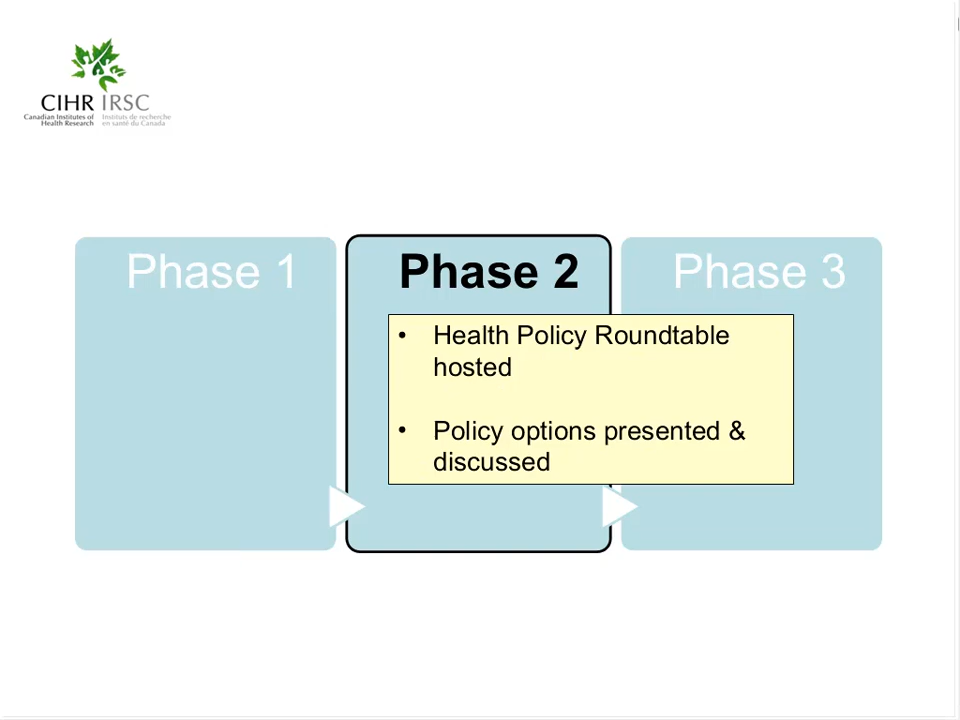 CIHR IRSC
Canadian Institutes of Instituts de recherche
Health Research en santé du Canada
Phase 1
Phase 2
Phase 3
• Health Policy Roundtable
hosted
• Policy options presented &
discussed